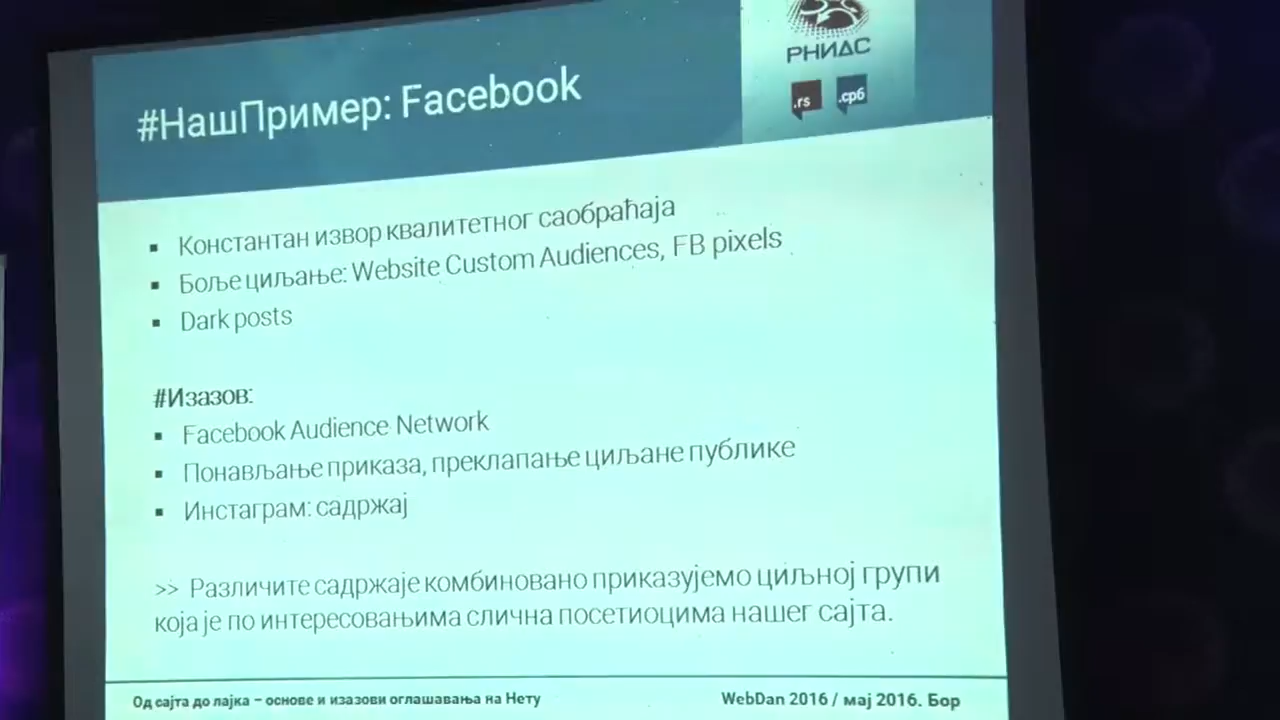 #НашПример: Facebook
РНИДС
.rs .срб
▪ Константан извор квалитетног саобраћаја
▪ Боље циљање: Website Custom Audiences, FB pixels
▪ Dark posts
#Изазов:
▪ Facebook Audience Network
▪ Понављање приказа, преклапање циљане публике
▪ Инстаграм: садржај
>> Различите садржаје комбиновано приказујемо циљној групи
која је по интересовањима слична посетиоцима нашег сајта.
Од сајта до лајка – основе и изазови оглашавања на Нету
WebDan 2016 / мај 2016. Бор